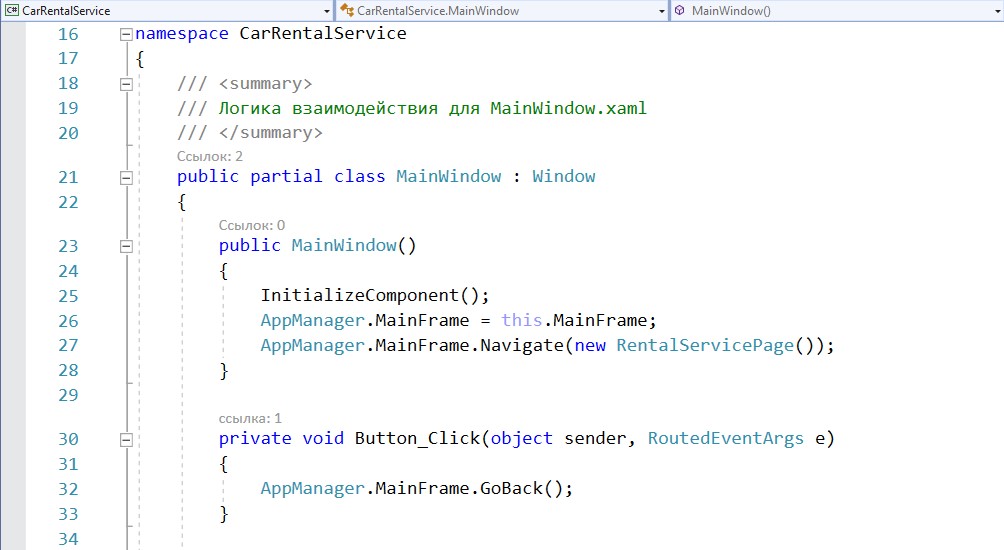 C# CarRentalService CarRentalService.MainWindow MainWindow()
16 namespace CarRentalService
17 {
18 /// <summary>
19 /// Логика взаимодействия для MainWindow.xaml
20 /// </summary>
Ссылок: 2
21 public partial class MainWindow : Window
22 {
Ссылок: 0
23 public MainWindow()
24 {
25 InitializeComponent();
26 AppManager.MainFrame = this.MainFrame;
27 AppManager.MainFrame.Navigate(new RentalServicePage());
28 }
29
ссылка: 1
30 private void Button_Click(object sender, RoutedEventArgs e)
31 {
32 AppManager.MainFrame.GoBack();
33 }
34